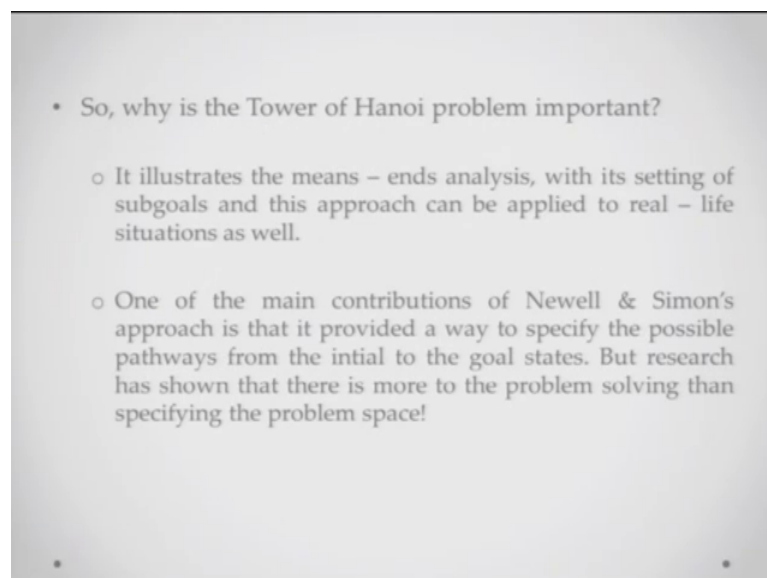 • So, why is the Tower of Hanoi problem important?
o It illustrates the means – ends analysis, with its setting of
subgoals and this approach can be applied to real – life
situations as well.
o One of the main contributions of Newell & Simon's
approach is that it provided a way to specify the possible
pathways from the intial to the goal states. But research
has shown that there is more to the problem solving than
specifying the problem space!